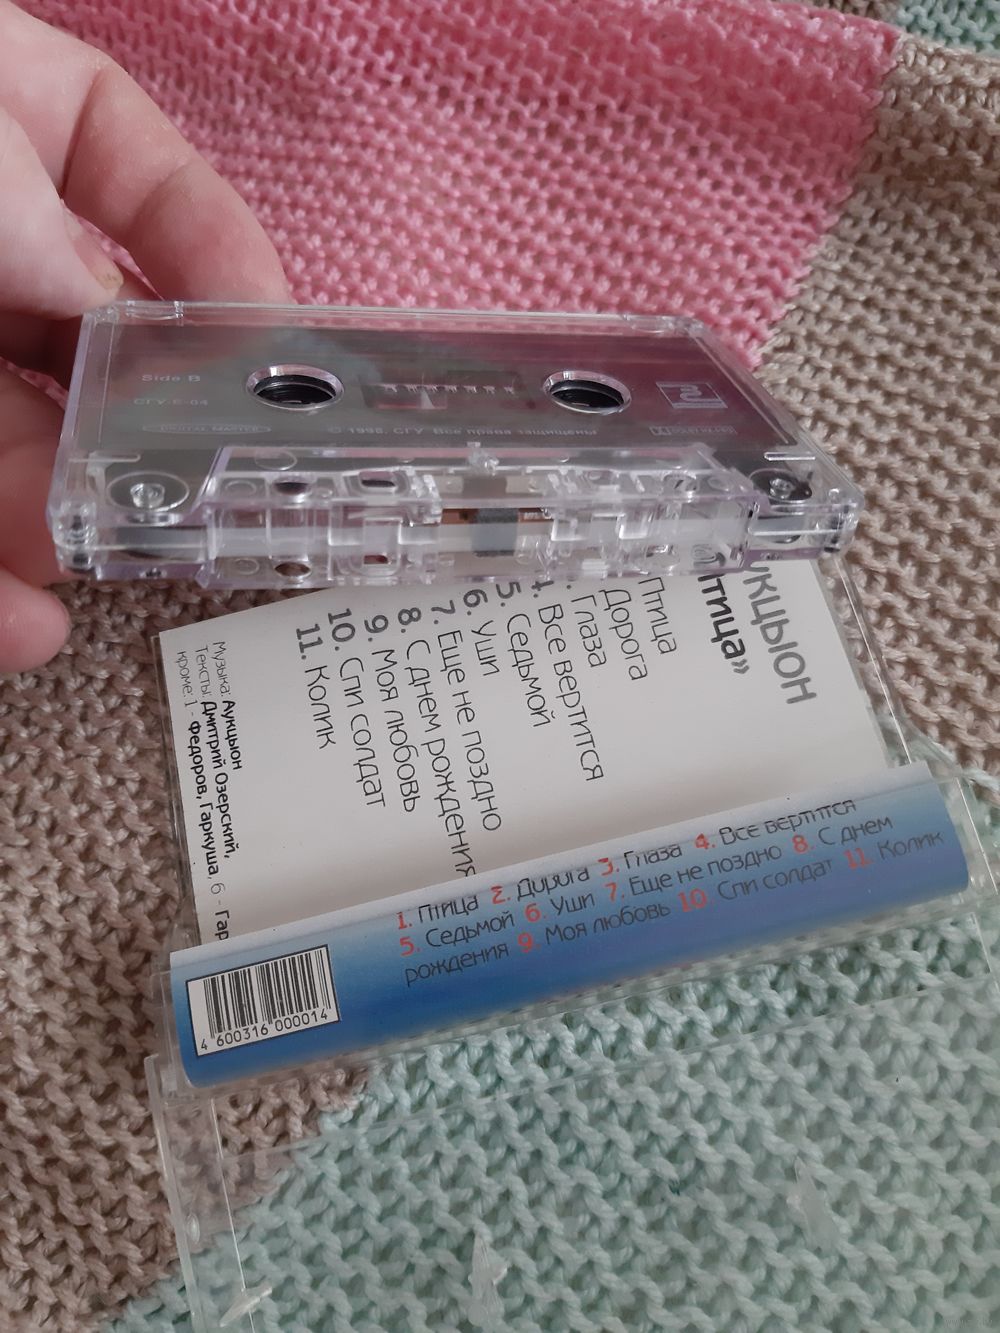 Side B
СГУ-Е-04
DIGITAL MASTER
© 1998. СГУ. Все права защищены
УКЦЫОН
ТИЦА»
Птица
Дорога
Глаза
4. Все вертится
5. Седьмой
6. Уши
7. Еще не поздно
8. С днем рождения
9. Моя любовь
10. Спи солдат
11. Колик
Музыка: Аукцыон
Тексты: Дмитрий Озерский,
кроме: 1 - Федоров, Гаркуша, 6 - Гар
1. Птица 2. Дорога 3. Глаза 4. Все вертится
5. Седьмой 6. Уши 7. Еще не поздно 8. С днем
рождения 9. Моя любовь 10. Спи солдат 11. Колик
4 600316 000014